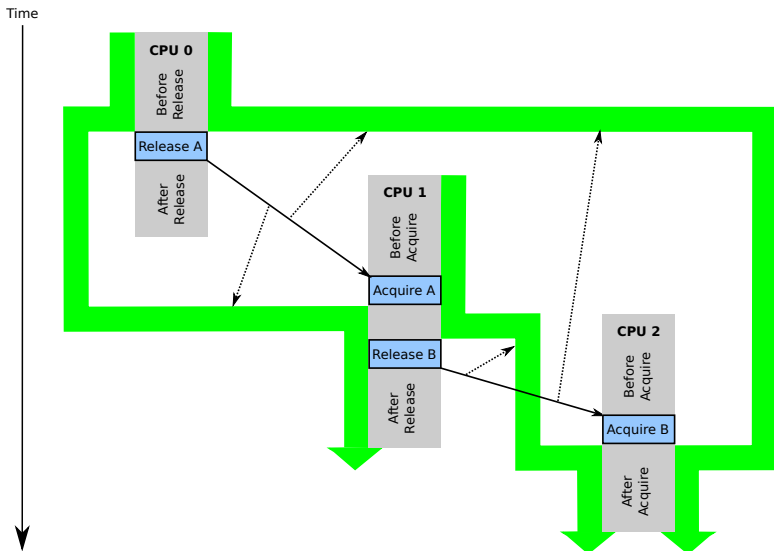 Time
CPU 0
Before
Release
Release A
After
Release
CPU 1
Before
Acquire
Acquire A
Release B
After
Release
CPU 2
Before
Acquire
Acquire B
After
Acquire